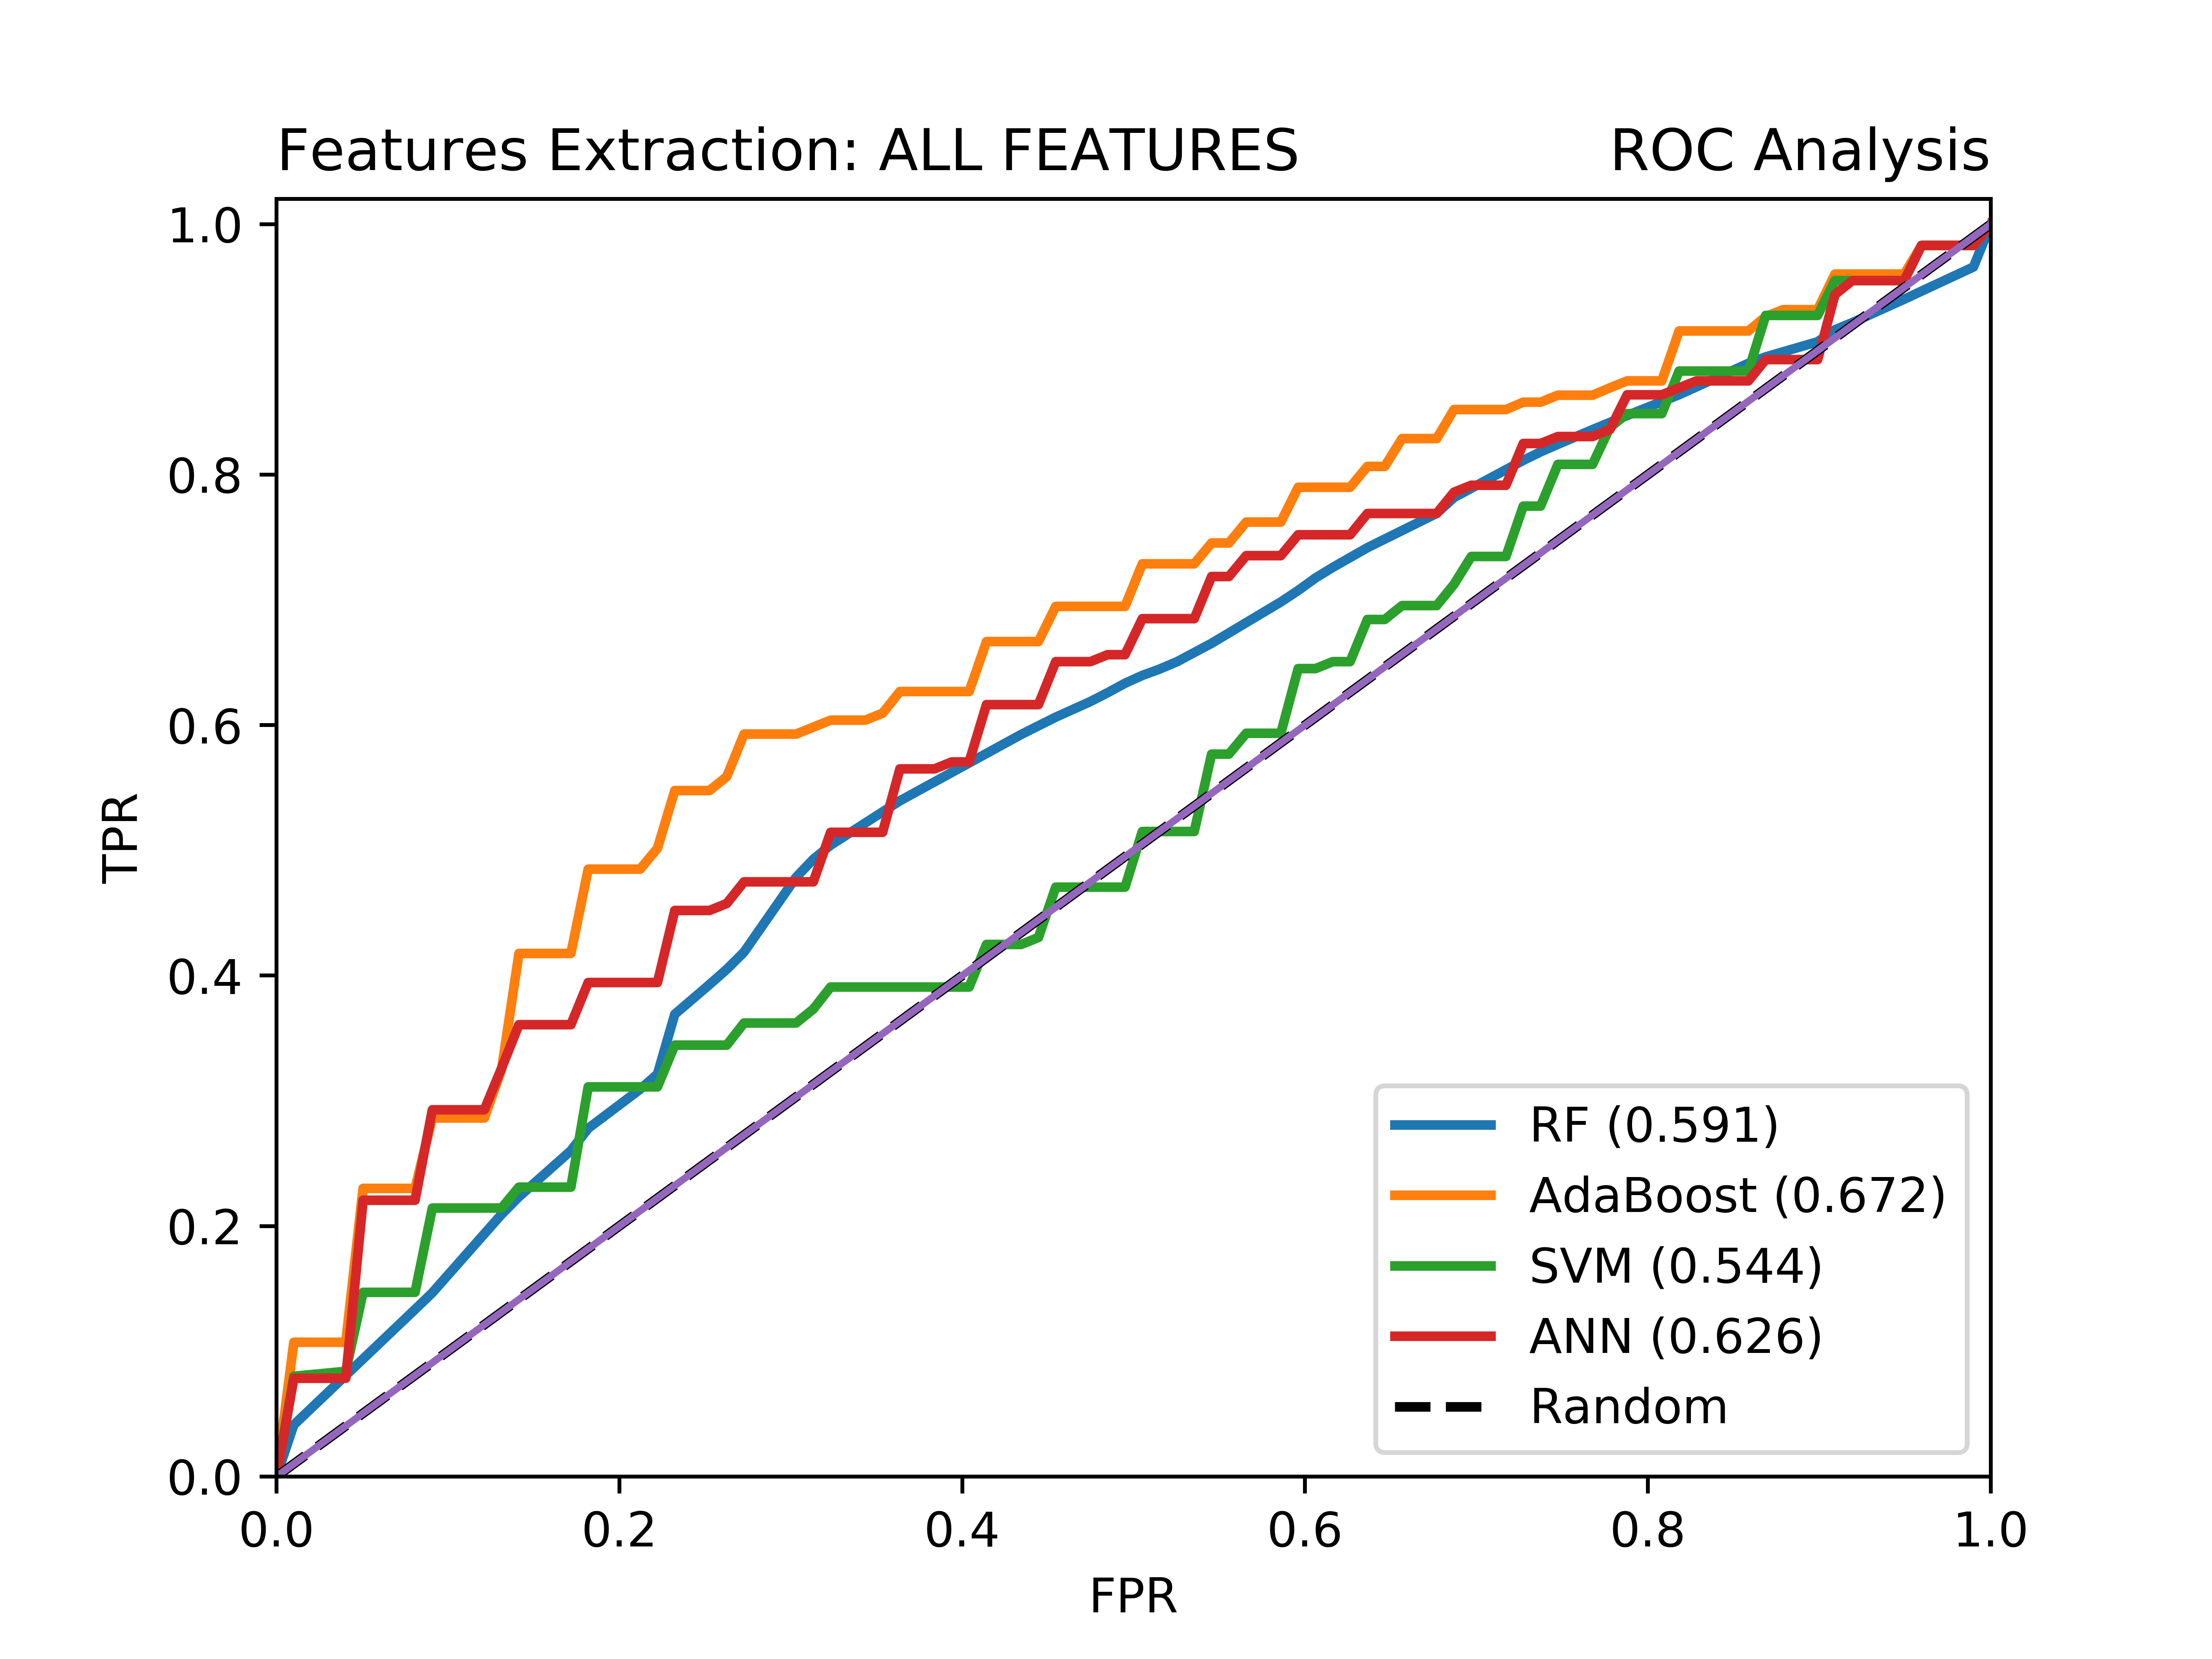 Features Extraction: ALL FEATURES
ROC Analysis
1.0
0.8
0.6
0.4
0.2
0.0
TPR
0.0 0.2 0.4 0.6 0.8 1.0
FPR
RF (0.591)
AdaBoost (0.672)
SVM (0.544)
ANN (0.626)
Random